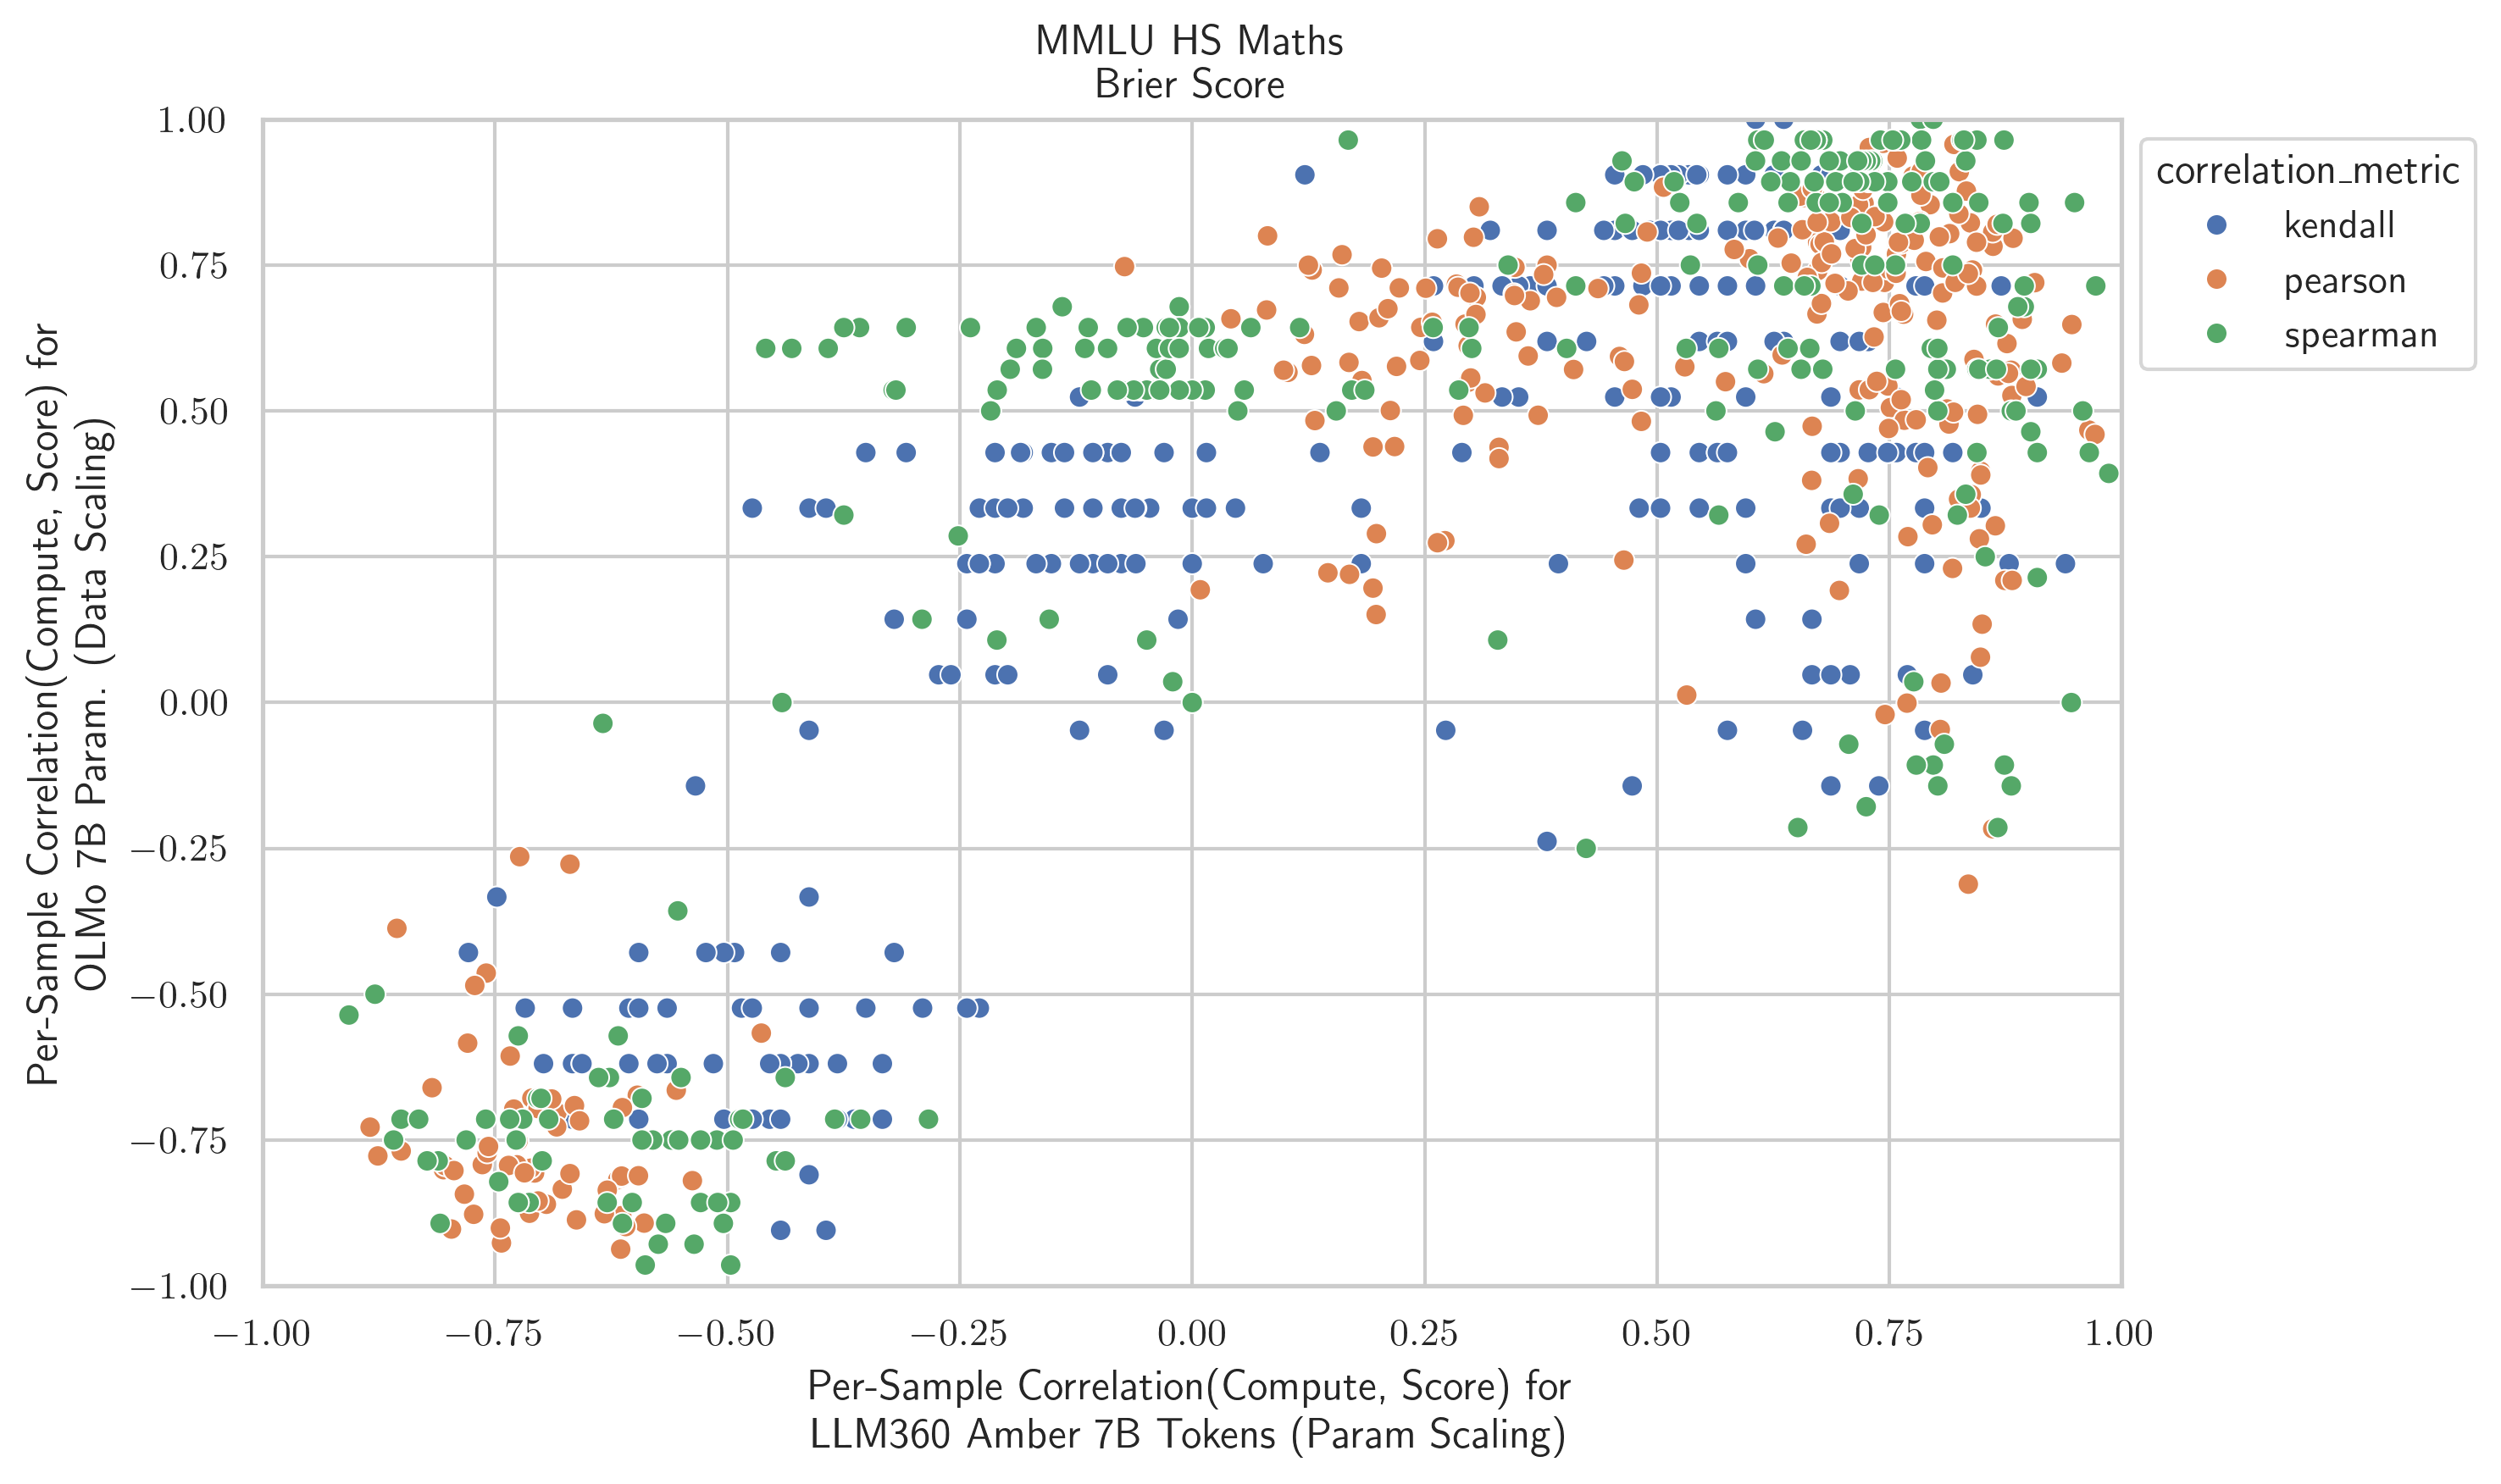 MMLU HS Maths
Brier Score
Per-Sample Correlation(Compute, Score) for
OLMo 7B Param. (Data Scaling)
1.00
0.75
0.50
0.25
0.00
−0.25
−0.50
−0.75
−1.00
correlation_metric
kendall
pearson
spearman
−1.00 −0.75 −0.50 −0.25 0.00 0.25 0.50 0.75 1.00
Per-Sample Correlation(Compute, Score) for
LLM360 Amber 7B Tokens (Param Scaling)